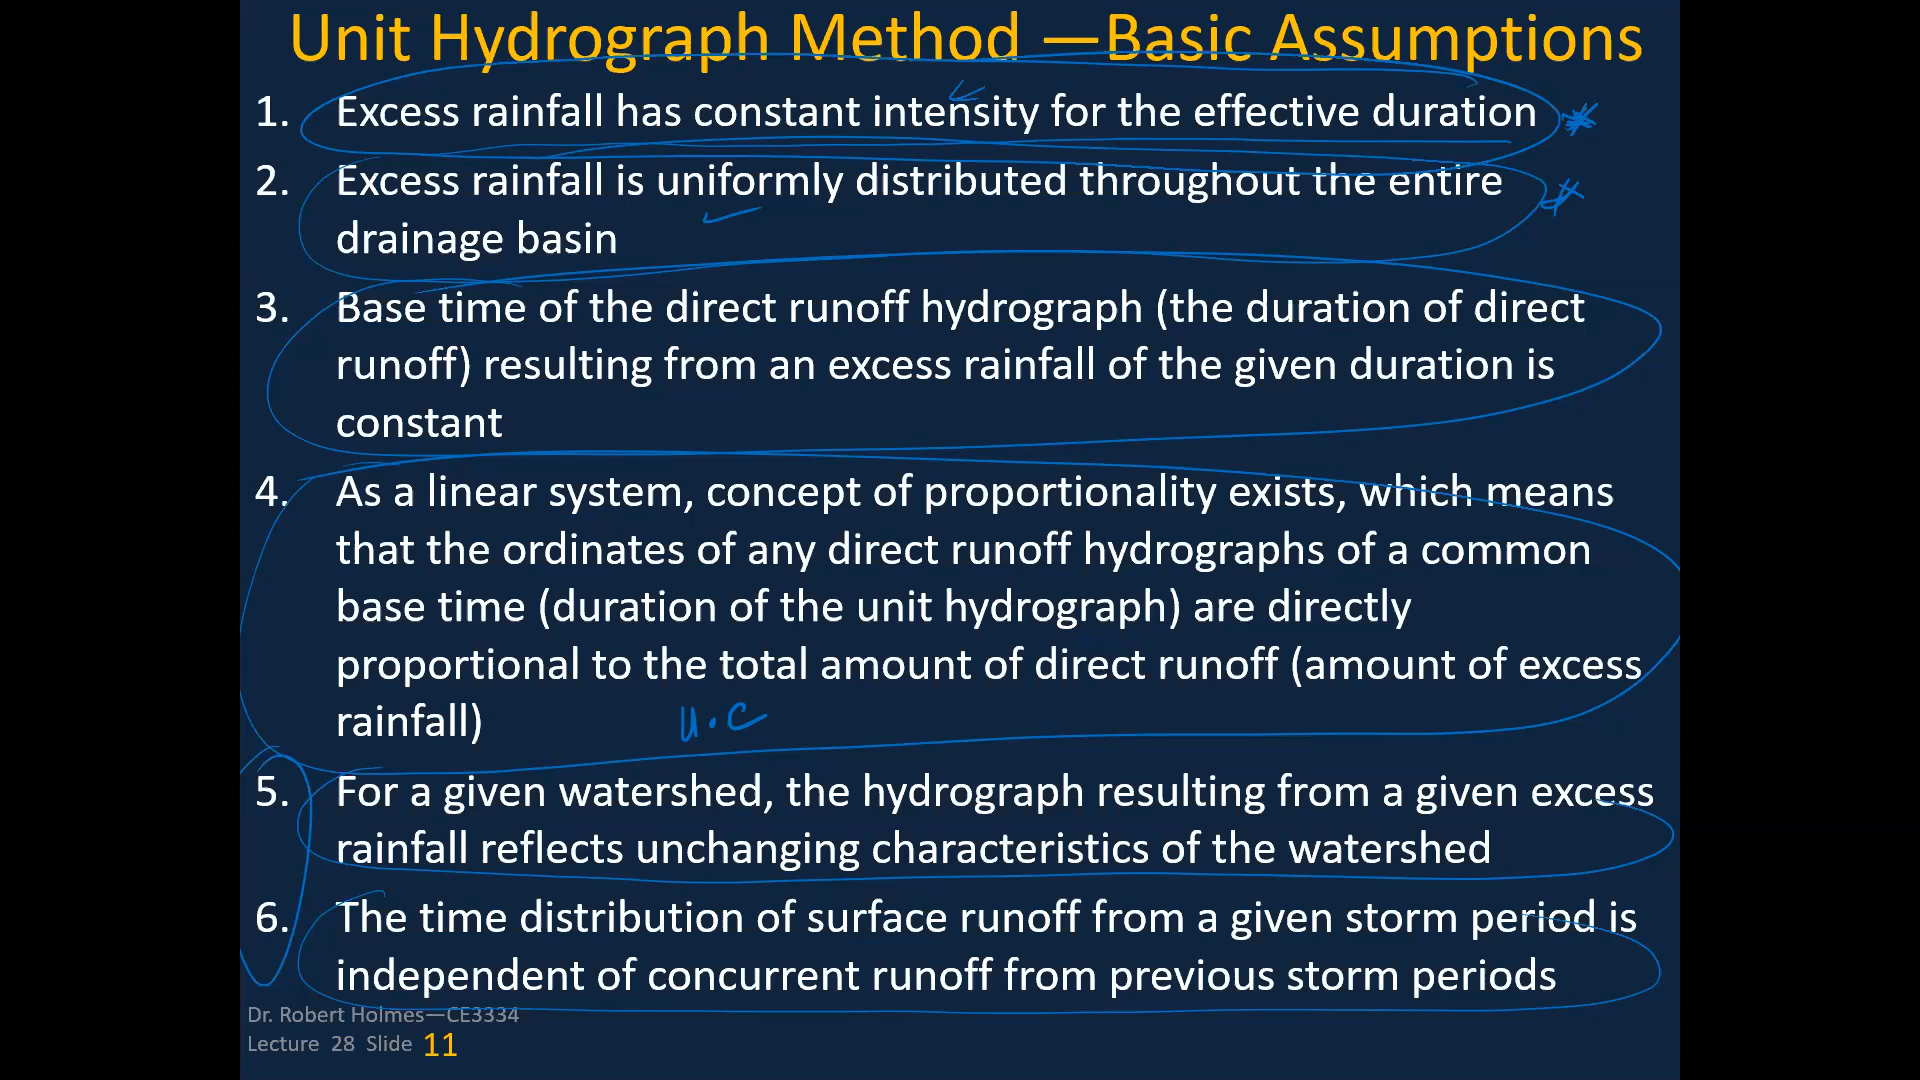 Unit Hydrograph Method —Basic Assumptions
1. Excess rainfall has constant intensity for the effective duration
2. Excess rainfall is uniformly distributed throughout the entire
drainage basin
3. Base time of the direct runoff hydrograph (the duration of direct
runoff) resulting from an excess rainfall of the given duration is
constant
4. As a linear system, concept of proportionality exists, which means
that the ordinates of any direct runoff hydrographs of a common
base time (duration of the unit hydrograph) are directly
proportional to the total amount of direct runoff (amount of excess
rainfall)
5. For a given watershed, the hydrograph resulting from a given excess
rainfall reflects unchanging characteristics of the watershed
6. The time distribution of surface runoff from a given storm period is
independent of concurrent runoff from previous storm periods
Dr. Robert Holmes—CE3334
Lecture 28 Slide 11